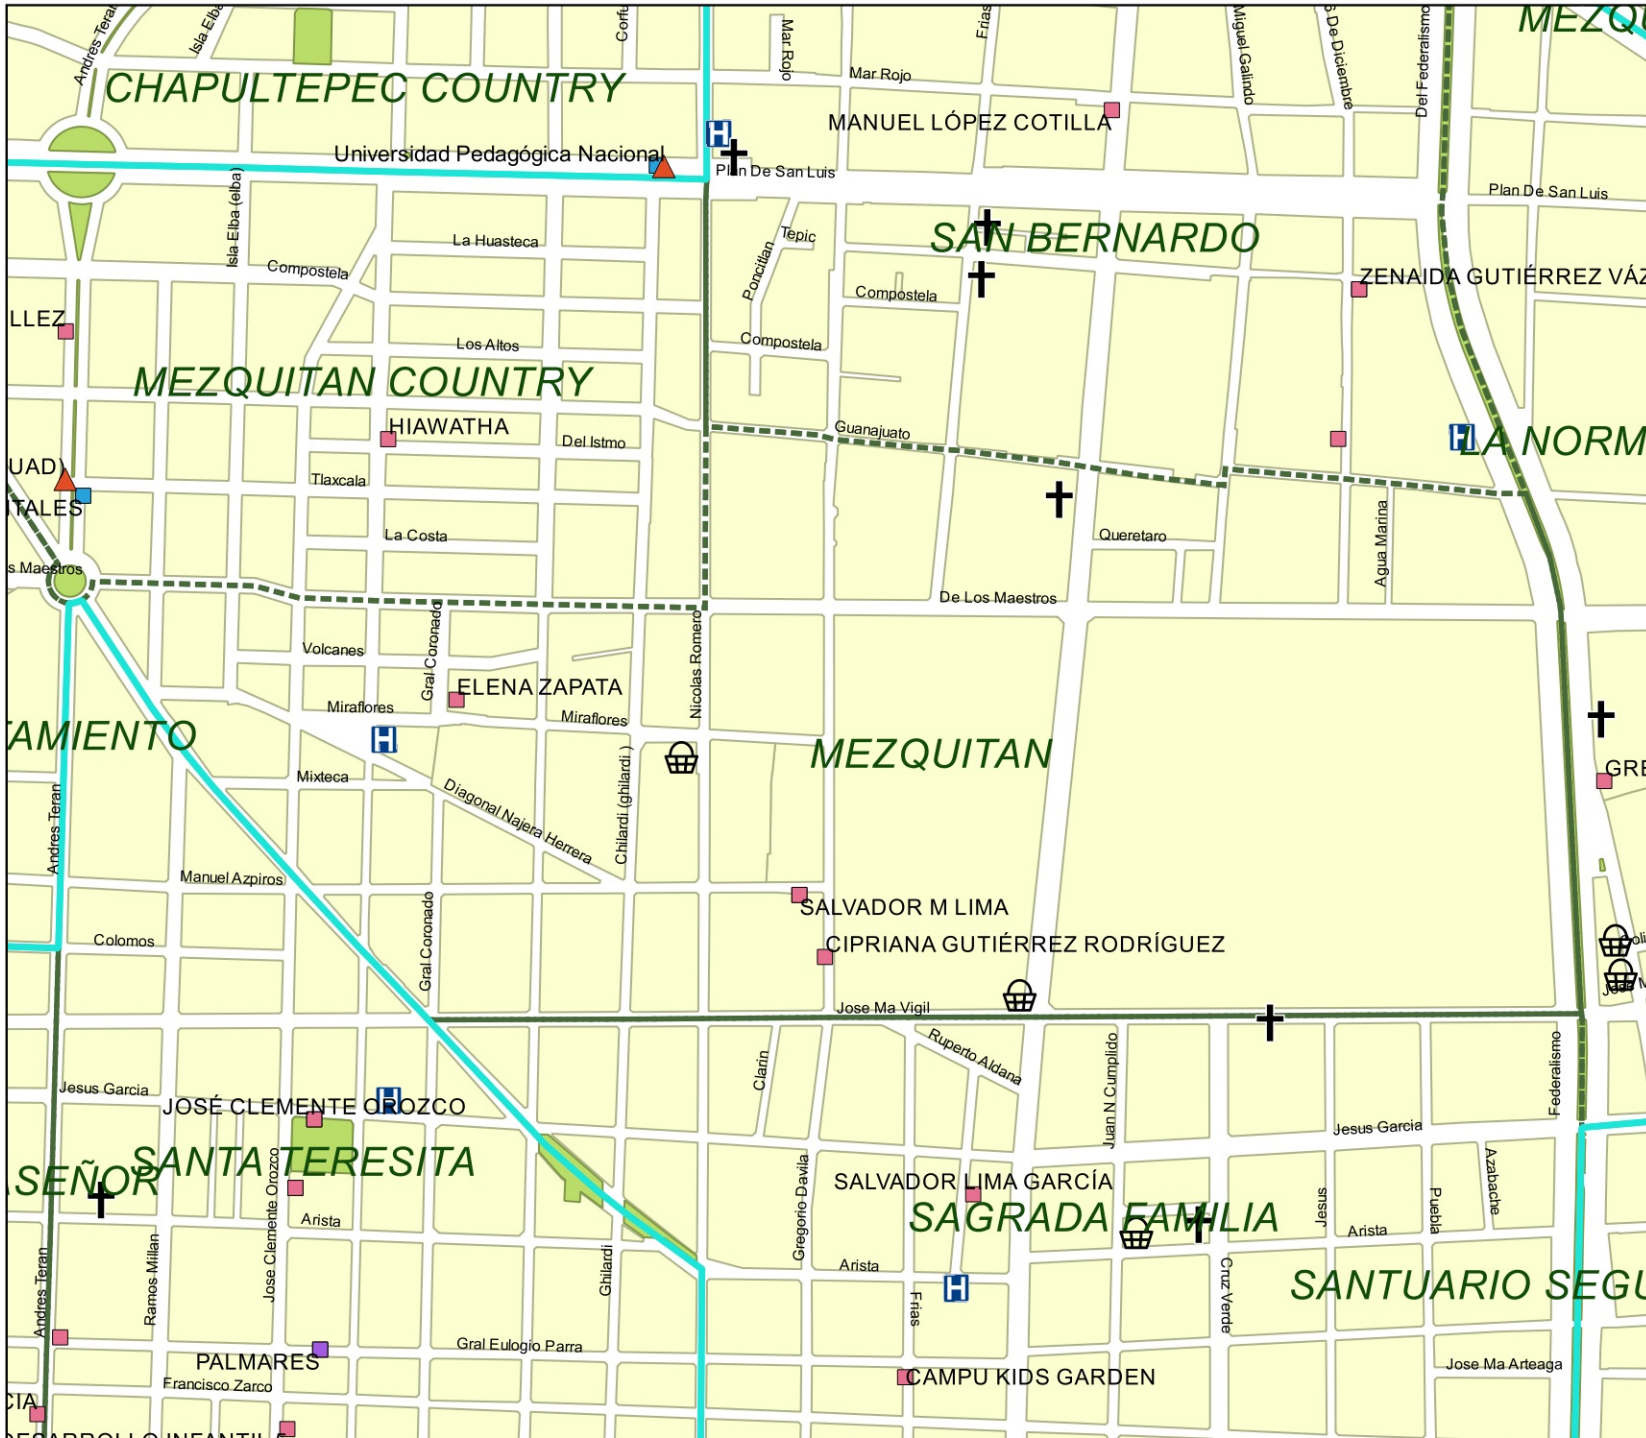 Andres Teran
Isla Elba
Corfu
Mar Rojo
Frias
Miguel Galindo
De Diciembre
Del Federalismo
MEZQU
CHAPULTEPEC COUNTRY
Mar Rojo
MANUEL LÓPEZ COTILLA
H
Universidad Pedagógica Nacional
Plan De San Luis
Plan De San Luis
Isla Elba (elba)
La Huasteca
Tepic
SAN BERNARDO
Poncitlan
Compostela
ZENAIDA GUTIÉRREZ VÁZ
Compostela
LLEZ
Los Altos
Compostela
MEZQUITAN COUNTRY
HIAWATHA
Del Istmo
Guanajuato
H
LA NORM
UAD)
Tlaxcala
ITALES
La Costa
Queretaro
Agua Marina
s Maestros
De Los Maestros
Gral Coronado
Volcanes
Nicolas Romero
ELENA ZAPATA
Miraflores
Miraflores
H
TAMIENTO
MEZQUITAN
Mixteca
GRE
Andres Teran
Diagonal Najera Herrera
Chilardi (ghilardi )
Manuel Azpiros
SALVADOR M LIMA
Colomos
Gral Coronado
CIPRIANA GUTIÉRREZ RODRÍGUEZ
Jose Ma Vigil
Ruperto Aldana
Clarin
Juan N Cumplido
Federalismo
Jesus Garcia
H
JOSÉ CLEMENTE OROZCO
Jesus Garcia
SANTA TERESITA
SEÑOR
Jose Clemente Orozco
SALVADOR LIMA GARCÍA
SAGRADA FAMILIA
Gregorio Davila
Jesus
Puebla
Azabache
Arista
Arista
Arista
Andres Teran
Ramos Millan
Ghilardi
H
Frias
Cruz Verde
SANTUARIO SEGU
Gral Eulogio Parra
PALMARES
Jose Ma Arteaga
Francisco Zarco
CAMPU KIDS GARDEN
CIA
DESARROLLO INFANTIL